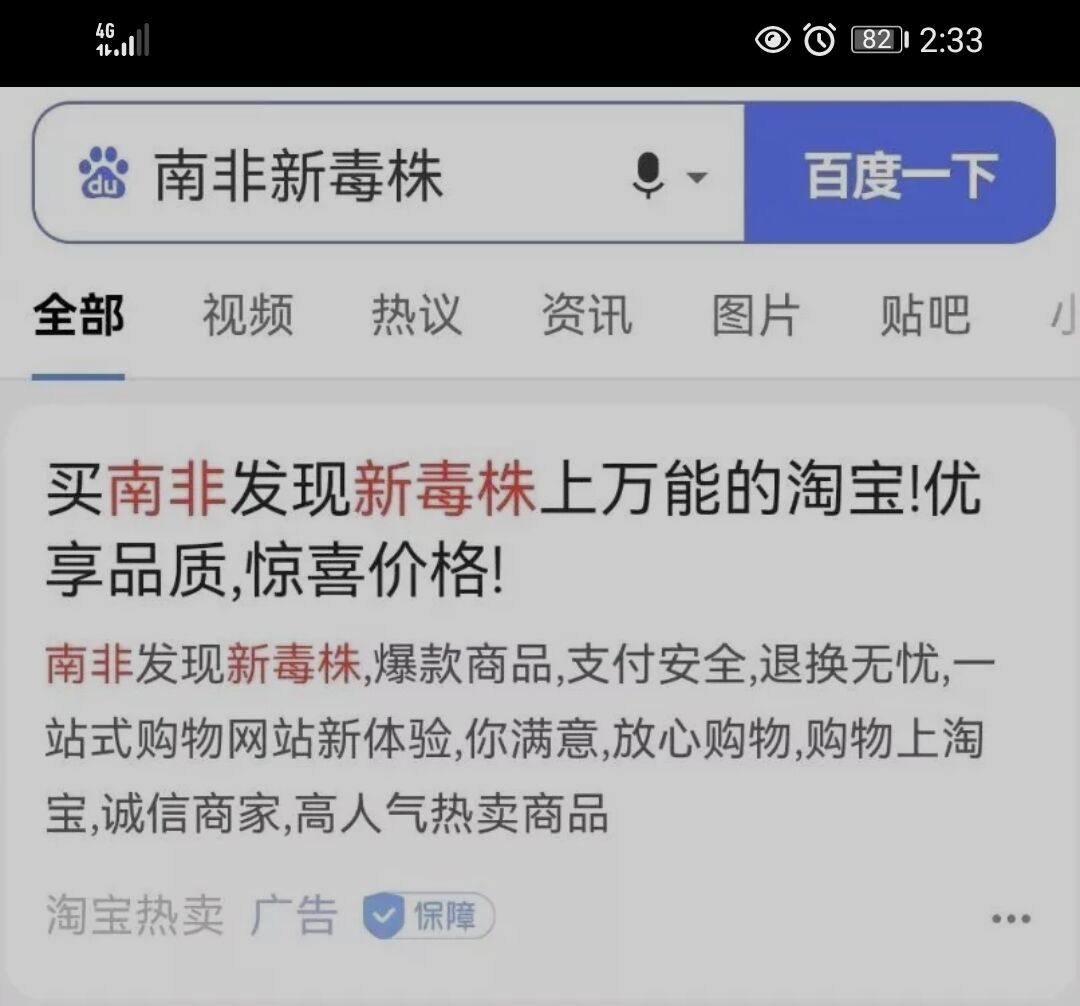 4G
82 2:33
du 南非新毒株 百度一下
全部 视频 热议 资讯 图片 贴吧
买南非发现新毒株上万能的淘宝!优
享品质,惊喜价格!
南非发现新毒株,爆款商品,支付安全,退换无忧,一
站式购物网站新体验,你满意,放心购物,购物上淘
宝,诚信商家,高人气热卖商品
淘宝热卖 广告 保障